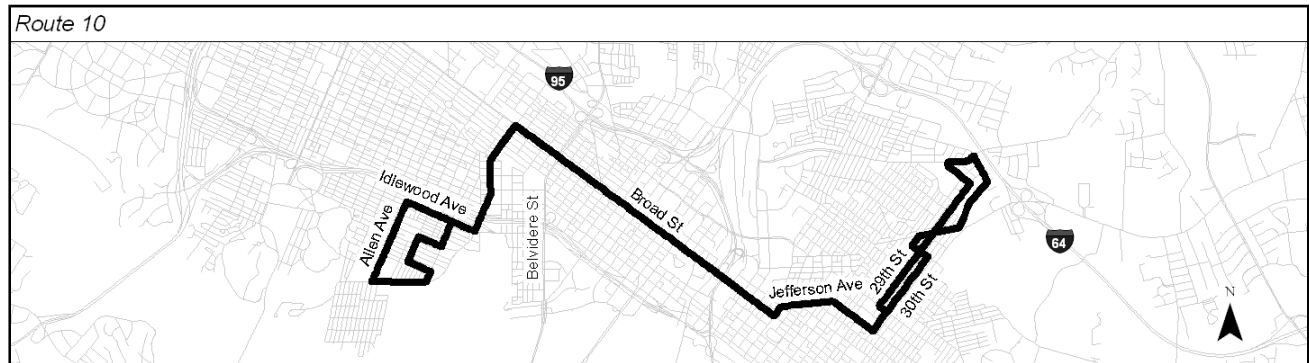 Route 10
95
Idlewood Ave
Allen Ave
Belvidere St
Broad St
Jefferson Ave
29th St
30th St
64
N